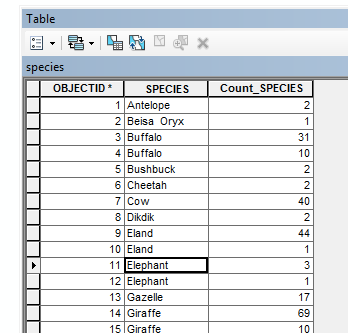 Table
species
OBJECTID * SPECIES Count_SPECIES
1 Antelope 2
2 Beisa Oryx 1
3 Buffalo 31
4 Buffalo 10
5 Bushbuck 2
6 Cheetah 2
7 Cow 40
8 Dikdik 2
9 Eland 44
10 Eland 1
11 Elephant 3
12 Elephant 1
13 Gazelle 17
14 Giraffe 69
15 Giraffe 10